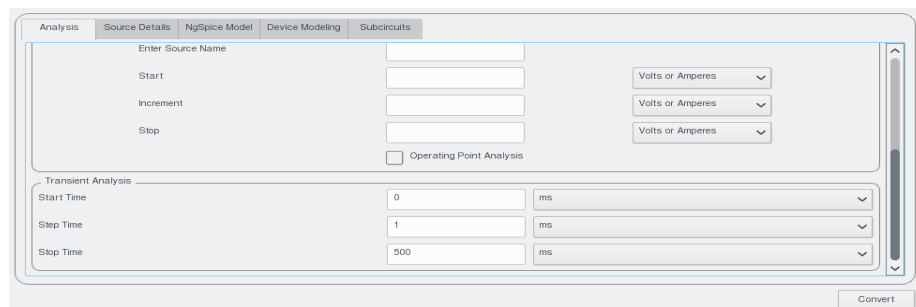 Analysis Source Details NgSpice Model Device Modeling Subcircuits
Enter Source Name
Start Volts or Amperes
Increment Volts or Amperes
Stop Volts or Amperes
Operating Point Analysis
Transient Analysis
Start Time 0 ms
Step Time 1 ms
Stop Time 500 ms
Convert